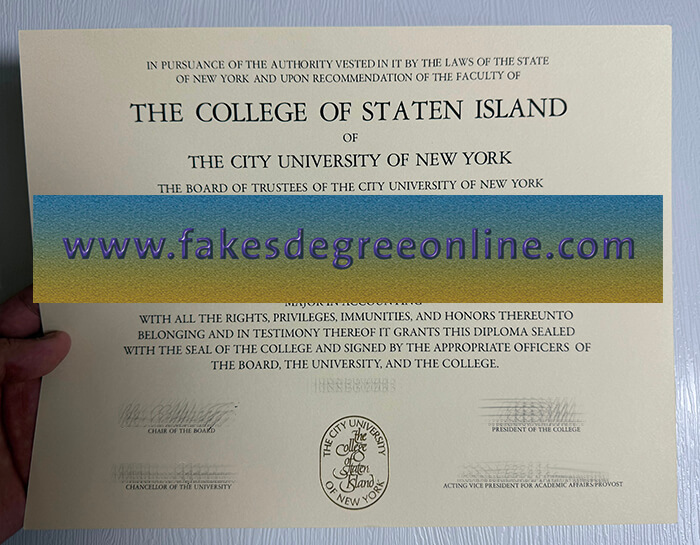 IN PURSUANCE OF THE AUTHORITY VESTED IN IT BY THE LAWS OF THE STATE
OF NEW YORK AND UPON RECOMMENDATION OF THE FACULTY OF
THE COLLEGE OF STATEN ISLAND
OF
THE CITY UNIVERSITY OF NEW YORK
THE BOARD OF TRUSTEES OF THE CITY UNIVERSITY OF NEW YORK
www.fakesdegreeonline.com
MAJOR IN ACCOUNTING
WITH ALL THE RIGHTS, PRIVILEGES, IMMUNITIES, AND HONORS THEREUNTO
BELONGING AND IN TESTIMONY THEREOF IT GRANTS THIS DIPLOMA SEALED
WITH THE SEAL OF THE COLLEGE AND SIGNED BY THE APPROPRIATE OFFICERS OF
THE BOARD, THE UNIVERSITY, AND THE COLLEGE.
CHAIR OF THE BOARD
PRESIDENT OF THE COLLEGE
THE CITY UNIVERSITY
OF NEW YORK
The
College
of
Staten
Island
CHANCELLOR OF THE UNIVERSITY
ACTING VICE PRESIDENT FOR ACADEMIC AFFAIRS/PROVOST